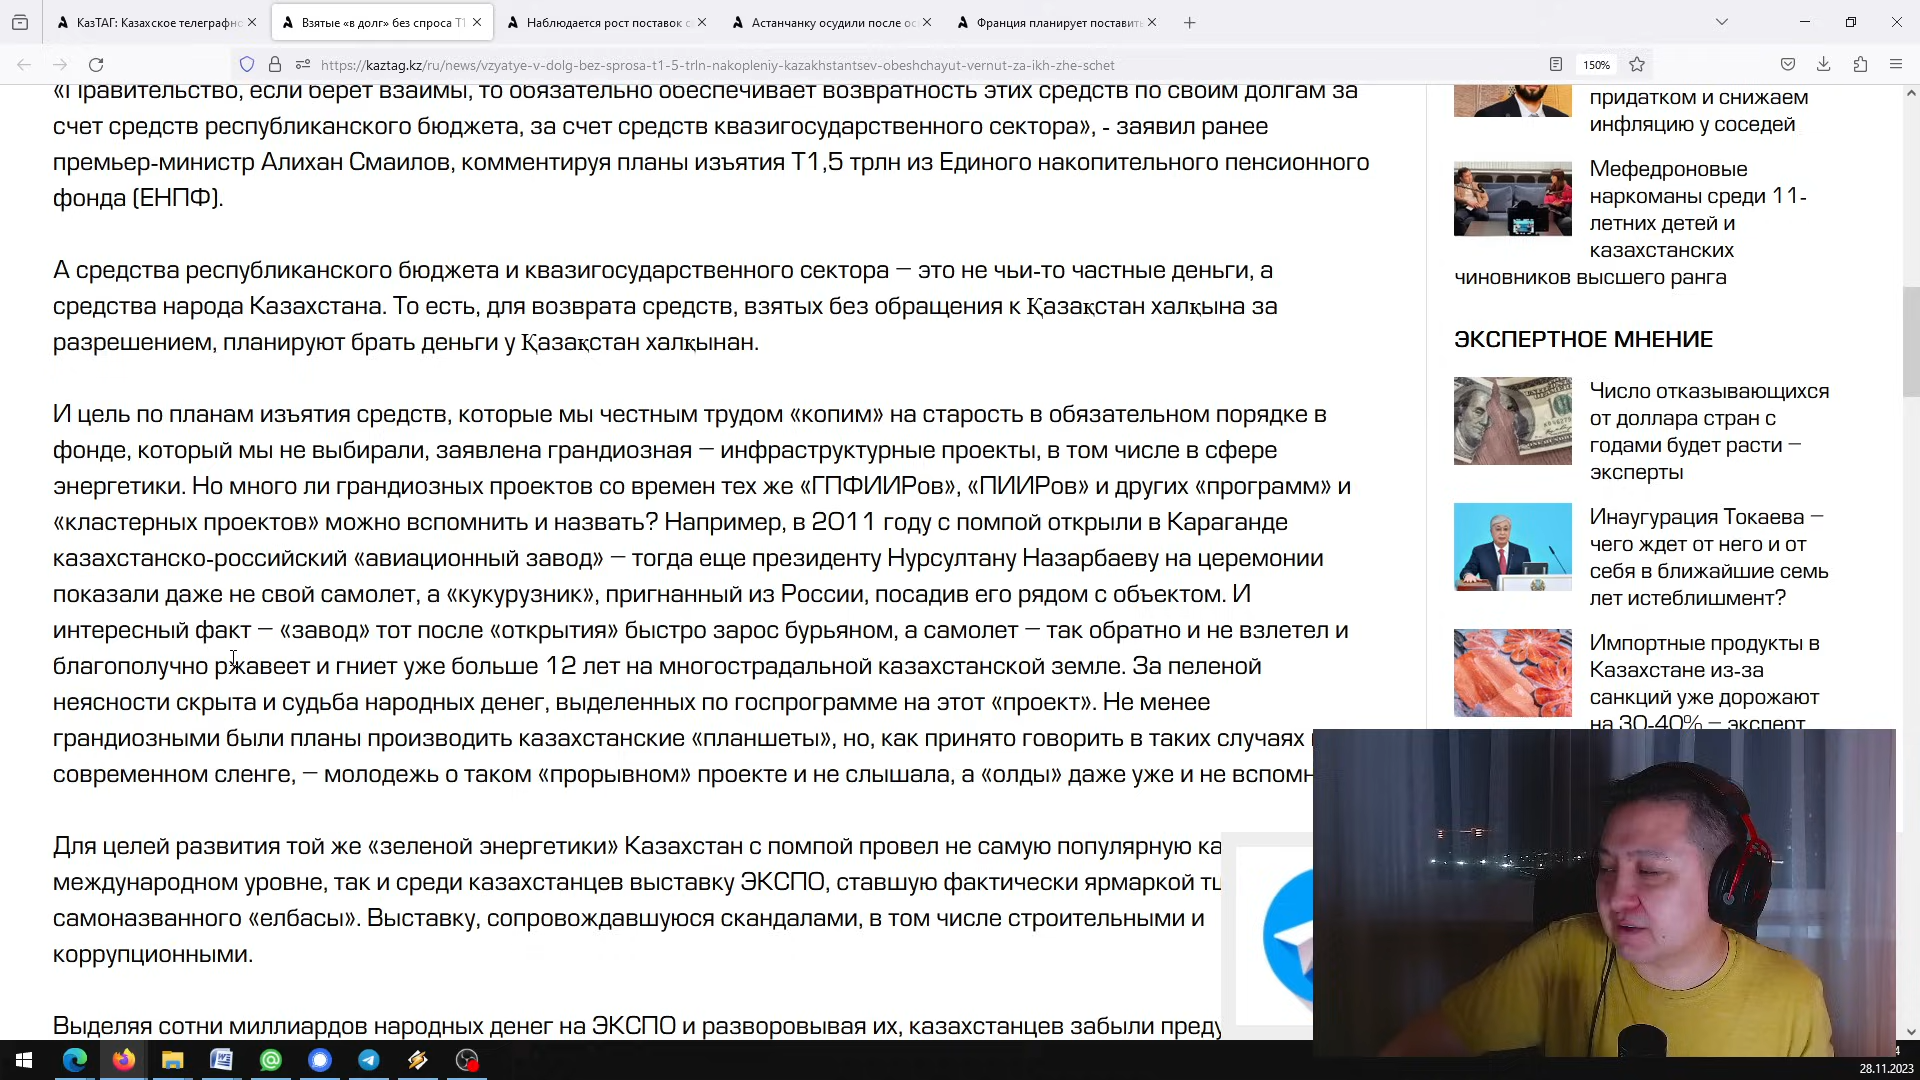 КазТАГ: Казахское телеграфно
Взятые «в долг» без спроса Т1
Наблюдается рост поставок с
Астанчанку осудили после ос
Франция планирует поставить
https://kaztag.kz/ru/news/vzyatye-v-dolg-bez-sprosa-t1-5-trln-nakopleniy-kazakhstantsev-obeshchayut-vernut-za-ikh-zhe-schet
150%
«Правительство, если берет взаймы, то обязательно обеспечивает возвратность этих средств по своим долгам за
счет средств республиканского бюджета, за счет средств квазигосударственного сектора», - заявил ранее
премьер-министр Алихан Смаилов, комментируя планы изъятия Т1,5 трлн из Единого накопительного пенсионного
фонда (ЕНПФ).
А средства республиканского бюджета и квазигосударственного сектора – это не чьи-то частные деньги, а
средства народа Казахстана. То есть, для возврата средств, взятых без обращения к Қазақстан халқына за
разрешением, планируют брать деньги у Қазақстан халқынан.
И цель по планам изъятия средств, которые мы честным трудом «копим» на старость в обязательном порядке в
фонде, который мы не выбирали, заявлена грандиозная – инфраструктурные проекты, в том числе в сфере
энергетики. Но много ли грандиозных проектов со времен тех же «ГПФИИРов», «ПИИРов» и других «программ» и
«кластерных проектов» можно вспомнить и назвать? Например, в 2011 году с помпой открыли в Караганде
казахстанско-российский «авиационный завод» – тогда еще президенту Нурсултану Назарбаеву на церемонии
показали даже не свой самолет, а «кукурузник», пригнанный из России, посадив его рядом с объектом. И
интересный факт – «завод» тот после «открытия» быстро зарос бурьяном, а самолет – так обратно и не взлетел и
благополучно ржавеет и гниет уже больше 12 лет на многострадальной казахстанской земле. За пеленой
неясности скрыта и судьба народных денег, выделенных по госпрограмме на этот «проект». Не менее
грандиозными были планы производить казахстанские «планшеты», но, как принято говорить в таких случаях
современном сленге, – молодежь о таком «прорывном» проекте и не слышала, а «олды» даже уже и не вспомн
Для целей развития той же «зеленой энергетики» Казахстан с помпой провел не самую популярную ка
международном уровне, так и среди казахстанцев выставку ЭКСПО, ставшую фактически ярмаркой тщ
самоназванного «елбасы». Выставку, сопровождавшуюся скандалами, в том числе строительными и
коррупционными.
Выделяя сотни миллиардов народных денег на ЭКСПО и разворовывая их, казахстанцев забыли преду
придатком и снижаем
инфляцию у соседей
Мефедроновые
наркоманы среди 11-
летних детей и
казахстанских
чиновников высшего ранга
ЭКСПЕРТНОЕ МНЕНИЕ
Число отказывающихся
от доллара стран с
годами будет расти –
эксперты
Инаугурация Токаева –
чего ждет от него и от
себя в ближайшие семь
лет истеблишмент?
Импортные продукты в
Казахстане из-за
санкций уже дорожают
на 30-40% – эксперт
28.11.2023